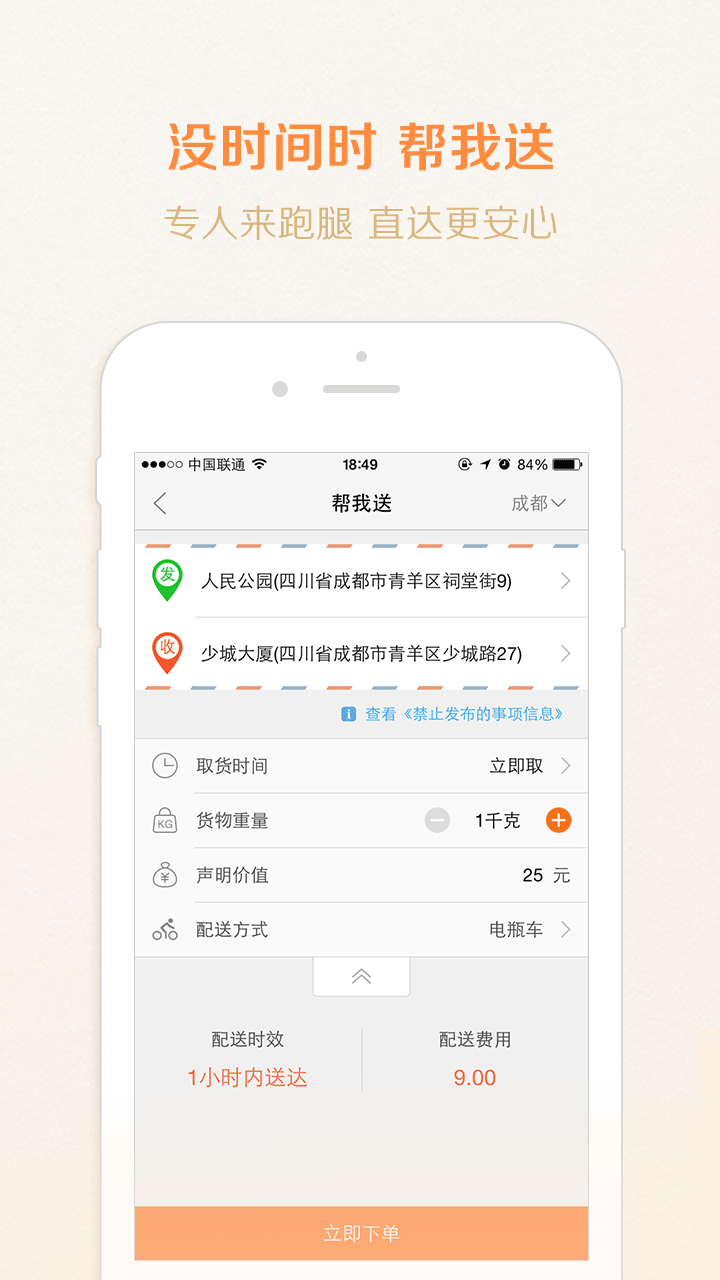 没时间时 帮我送
专人来跑腿 直达更安心
中国联通 18:49 84%
帮我送 成都
发 人民公园(四川省成都市青羊区祠堂街9)
收 少城大厦(四川省成都市青羊区少城路27)
i 查看《禁止发布的事项信息》
取货时间 立即取
KG 货物重量 1千克
¥ 声明价值 25 元
配送方式 电瓶车
配送时效 配送费用
1小时内送达 9.00
立即下单